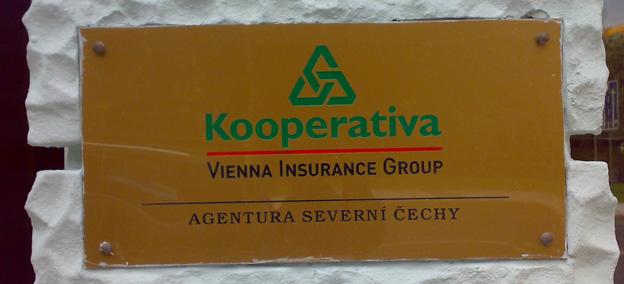 Kooperativa
VIENNA INSURANCE GROUP
AGENTURA SEVERNÍ ČECHY